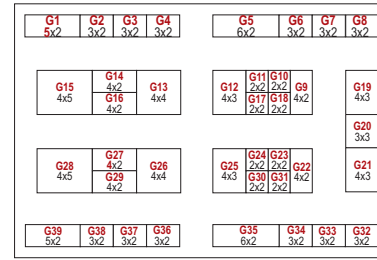 G1 G2 G3 G4 G5 G6 G7 G8
5x2 3x2 3x2 3x2 6x2 3x2 3x2 3x2
G15
4x5
G14
4x2
G16
4x2
G13
4x4
G12
4x3
G11 G10
2x2 2x2
G17 G18
2x2 2x2
G9
4x2
G19
4x3
G20
3x3
G28
4x5
G27
4x2
G29
4x2
G26
4x4
G25
4x3
G24 G23
2x2 2x2
G30 G31
2x2 2x2
G22
4x2
G21
4x3
G39 G38 G37 G36 G35 G34 G33 G32
5x2 3x2 3x2 3x2 6x2 3x2 3x2 3x2